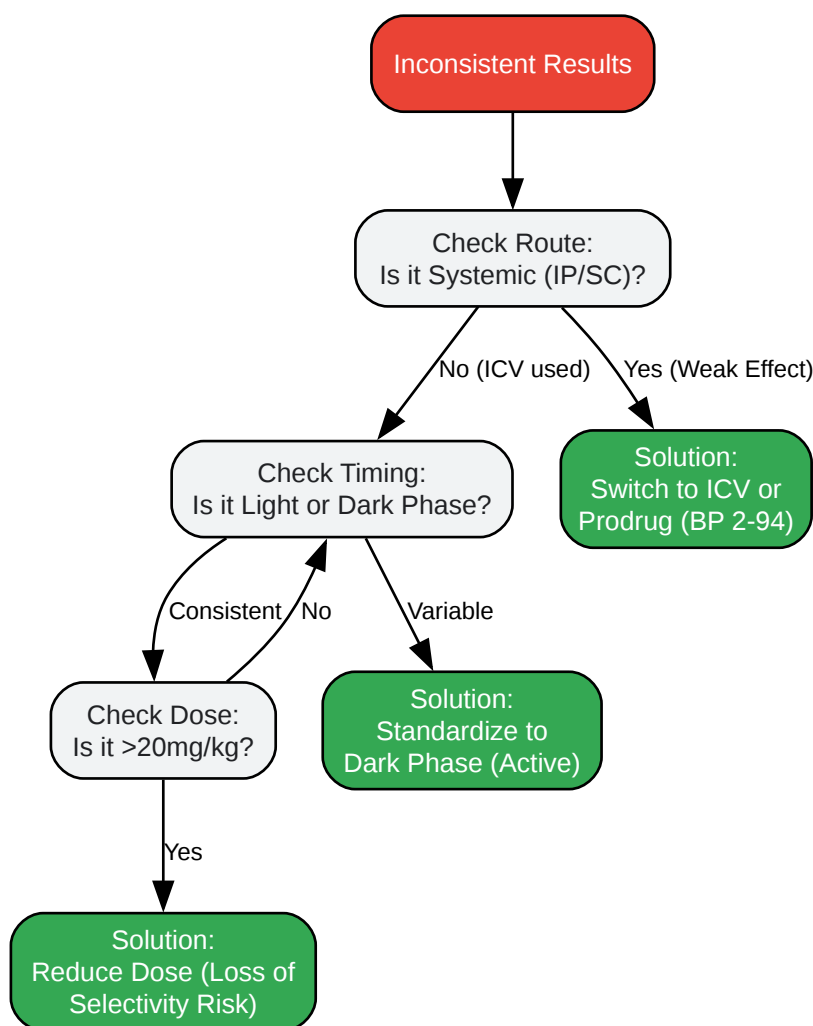 Inconsistent Results
Check Route:
Is it Systemic (IP/SC)?
No (ICV used)
Yes (Weak Effect)
Check Timing:
Is it Light or Dark Phase?
Solution:
Switch to ICV or
Prodrug (BP 2-94)
Consistent
No
Variable
Check Dose:
Is it >20mg/kg?
Solution:
Standardize to
Dark Phase (Active)
Yes
Solution:
Reduce Dose (Loss of
Selectivity Risk)